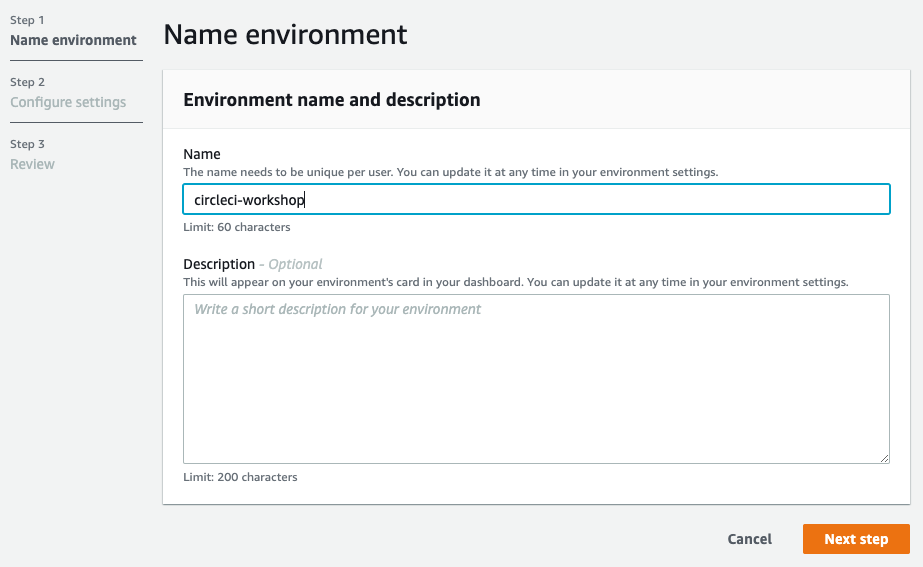 Step 1
Name environment
Step 2
Configure settings
Step 3
Review
Name environment
Environment name and description
Name
The name needs to be unique per user. You can update it at any time in your environment settings.
circleci-workshop
Limit: 60 characters
Description - Optional
This will appear on your environment's card in your dashboard. You can update it at any time in your environment settings.
Write a short description for your environment
Limit: 200 characters
Cancel
Next step